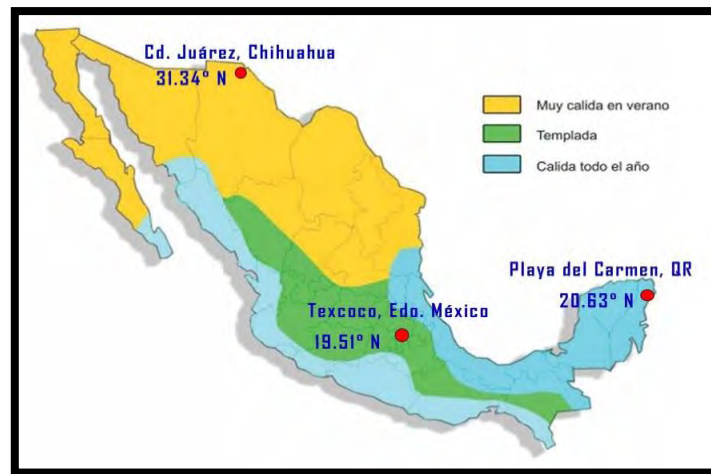 Cd. Juárez, Chihuahua
31.34° N
Muy calida en verano
Templada
Calida todo el año
Playa del Carmen, QR
20.63° N
Texcoco, Edo. México
19.51° N